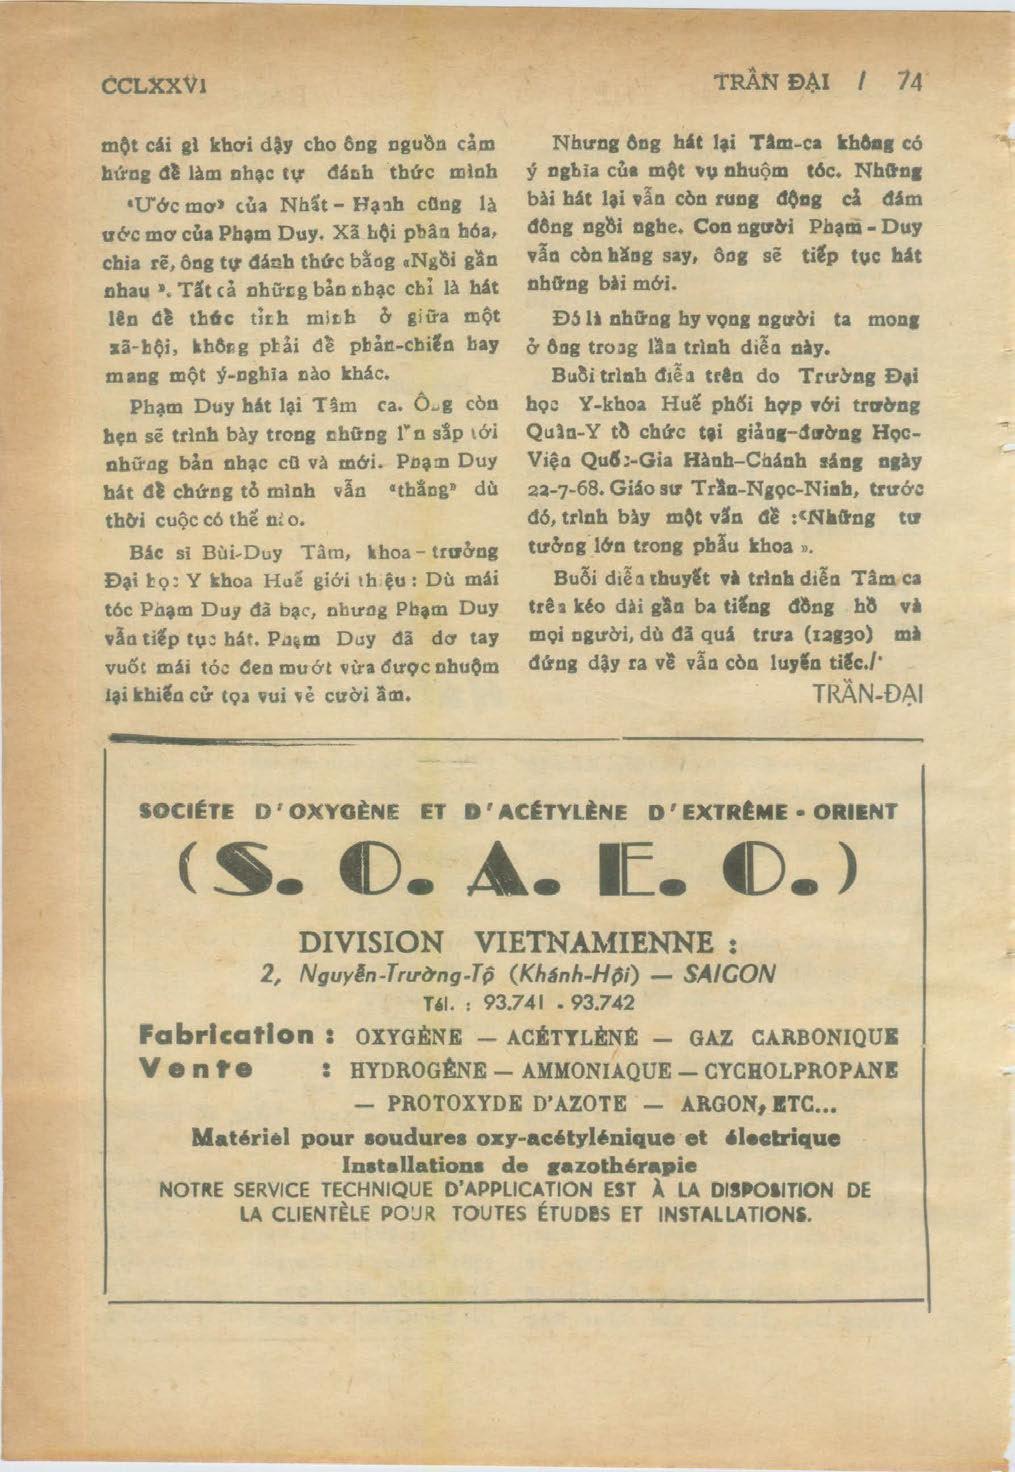 CCLXXVI
TRẦN ĐẠI / 74
một cái gì khơi dậy cho ông nguồn cảm
hứng để làm nhạc tự đánh thức mình
“Ước mơ” của Nhất - Hạnh cũng là
ước mơ của Phạm Duy. Xã hội phân hóa,
chia rẽ, ông tự đánh thức bằng «Ngồi gần
nhau ». Tất cả những bản nhạc chỉ là hát
lên để thức tỉnh mình ở giữa một
xã-hội, không phải để phản-chiến hay
mang một ý-nghĩa nào khác.
Phạm Duy hát lại Tâm ca. Ông còn
hẹn sẽ trình bày trong những lần sắp tới
những bản nhạc cũ và mới. Phạm Duy
hát để chứng tỏ mình vẫn “thắng” dù
thời cuộc có thế nào.
Bác sĩ Bùi-Duy Tâm, khoa - trưởng
Đại học Y khoa Huế giới thiệu : Dù mái
tóc Phạm Duy đã bạc, nhưng Phạm Duy
vẫn tiếp tục hát. Phạm Duy đã dơ tay
vuốt mái tóc đen mướt vừa được nhuộm
lại khiến cử tọa vui vẻ cười ầm.
Nhưng ông hát lại Tâm-ca không có
ý nghĩa của một vụ nhuộm tóc. Những
bài hát lại vẫn còn rung động cả đám
đông ngồi nghe. Con người Phạm - Duy
vẫn còn hăng say, ông sẽ tiếp tục hát
những bài mới.
Đó là những hy vọng người ta mong
ở ông trong lần trình diễn này.
Buổi trình diễn trên do Trường Đại
học Y-khoa Huế phối hợp với trường
Quân-Y tổ chức tại giảng-đường Học-
Viện Quốc-Gia Hành-Chánh sáng ngày
22-7-68. Giáo sư Trần-Ngọc-Ninh, trước
đó, trình bày một vấn đề :«Những tư
tưởng lớn trong phẫu khoa ».
Buổi diễn thuyết và trình diễn Tâm ca
trên kéo dài gần ba tiếng đồng hồ và
mọi người, dù đã quá trưa (12g30) mà
đứng dậy ra về vẫn còn luyến tiếc./.
TRẦN-ĐẠI
SOCIÉTE D'OXYGÈNE ET D'ACÉTYLÈNE D'EXTRÊME - ORIENT
(S. O. A. E. O.)
DIVISION VIETNAMIENNE :
2, Nguyễn-Trường-Tộ (Khánh-Hội) — SAIGON
Tél. : 93.741 - 93.742
Fabrication : OXYGÈNE — ACÉTYLÈNE — GAZ CARBONIQUE
Vente : HYDROGÈNE — AMMONIAQUE — CYCHOLPROPANE
— PROTOXYDE D'AZOTE — ARGON, ETC...
Matériel pour soudures oxy-acétylénique et électrique
Installations de gazothérapie
NOTRE SERVICE TECHNIQUE D'APPLICATION EST À LA DISPOSITION DE
LA CLIENTÈLE POUR TOUTES ÉTUDES ET INSTALLATIONS.